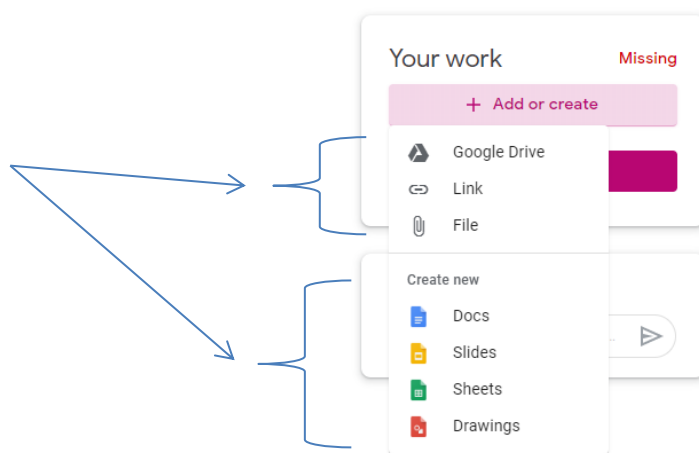 Your work Missing
+ Add or create
Google Drive
Link
File
Create new
Docs
Slides
Sheets
Drawings